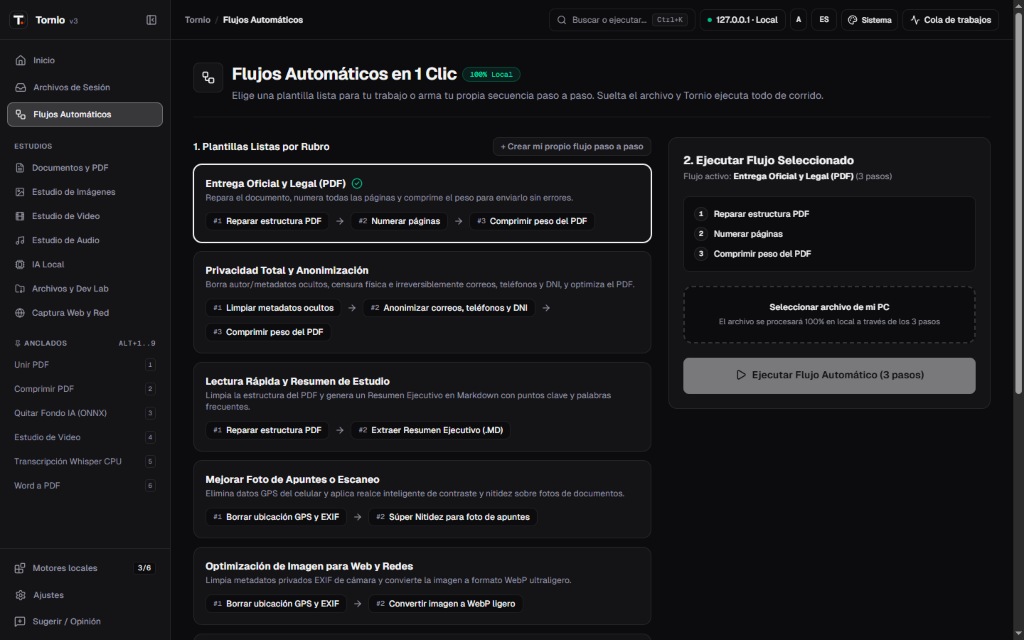 Tornio v3
Tornio / Flujos Automáticos
Buscar o ejecutar... Ctrl+K
127.0.0.1 · Local
A
ES
Sistema
Cola de trabajos
Inicio
Archivos de Sesión
Flujos Automáticos
ESTUDIOS
Documentos y PDF
Estudio de Imágenes
Estudio de Video
Estudio de Audio
IA Local
Archivos y Dev Lab
Captura Web y Red
ANCLADOS ALT+1..9
Unir PDF 1
Comprimir PDF 2
Quitar Fondo IA (ONNX) 3
Estudio de Video 4
Transcripción Whisper CPU 5
Word a PDF 6
Motores locales 3/6
Ajustes
Sugerir / Opinión
Flujos Automáticos en 1 Clic 100% Local
Elige una plantilla lista para tu trabajo o arma tu propia secuencia paso a paso. Suelta el archivo y Tornio ejecuta todo de corrido.
1. Plantillas Listas por Rubro
+ Crear mi propio flujo paso a paso
Entrega Oficial y Legal (PDF)
Repara el documento, numera todas las páginas y comprime el peso para enviarlo sin errores.
#1 Reparar estructura PDF → #2 Numerar páginas → #3 Comprimir peso del PDF
Privacidad Total y Anonimización
Borra autor/metadatos ocultos, censura física e irreversiblemente correos, teléfonos y DNI, y optimiza el PDF.
#1 Limpiar metadatos ocultos → #2 Anonimizar correos, teléfonos y DNI →
#3 Comprimir peso del PDF
Lectura Rápida y Resumen de Estudio
Limpia la estructura del PDF y genera un Resumen Ejecutivo en Markdown con puntos clave y palabras
frecuentes.
#1 Reparar estructura PDF → #2 Extraer Resumen Ejecutivo (.MD)
Mejorar Foto de Apuntes o Escaneo
Elimina datos GPS del celular y aplica realce inteligente de contraste y nitidez sobre fotos de documentos.
#1 Borrar ubicación GPS y EXIF → #2 Súper Nitidez para foto de apuntes
Optimización de Imagen para Web y Redes
Limpia metadatos privados EXIF de cámara y convierte la imagen a formato WebP ultraligero.
#1 Borrar ubicación GPS y EXIF → #2 Convertir imagen a WebP ligero
2. Ejecutar Flujo Seleccionado
Flujo activo: Entrega Oficial y Legal (PDF) (3 pasos)
1 Reparar estructura PDF
2 Numerar páginas
3 Comprimir peso del PDF
Seleccionar archivo de mi PC
El archivo se procesará 100% en local a través de los 3 pasos
Ejecutar Flujo Automático (3 pasos)